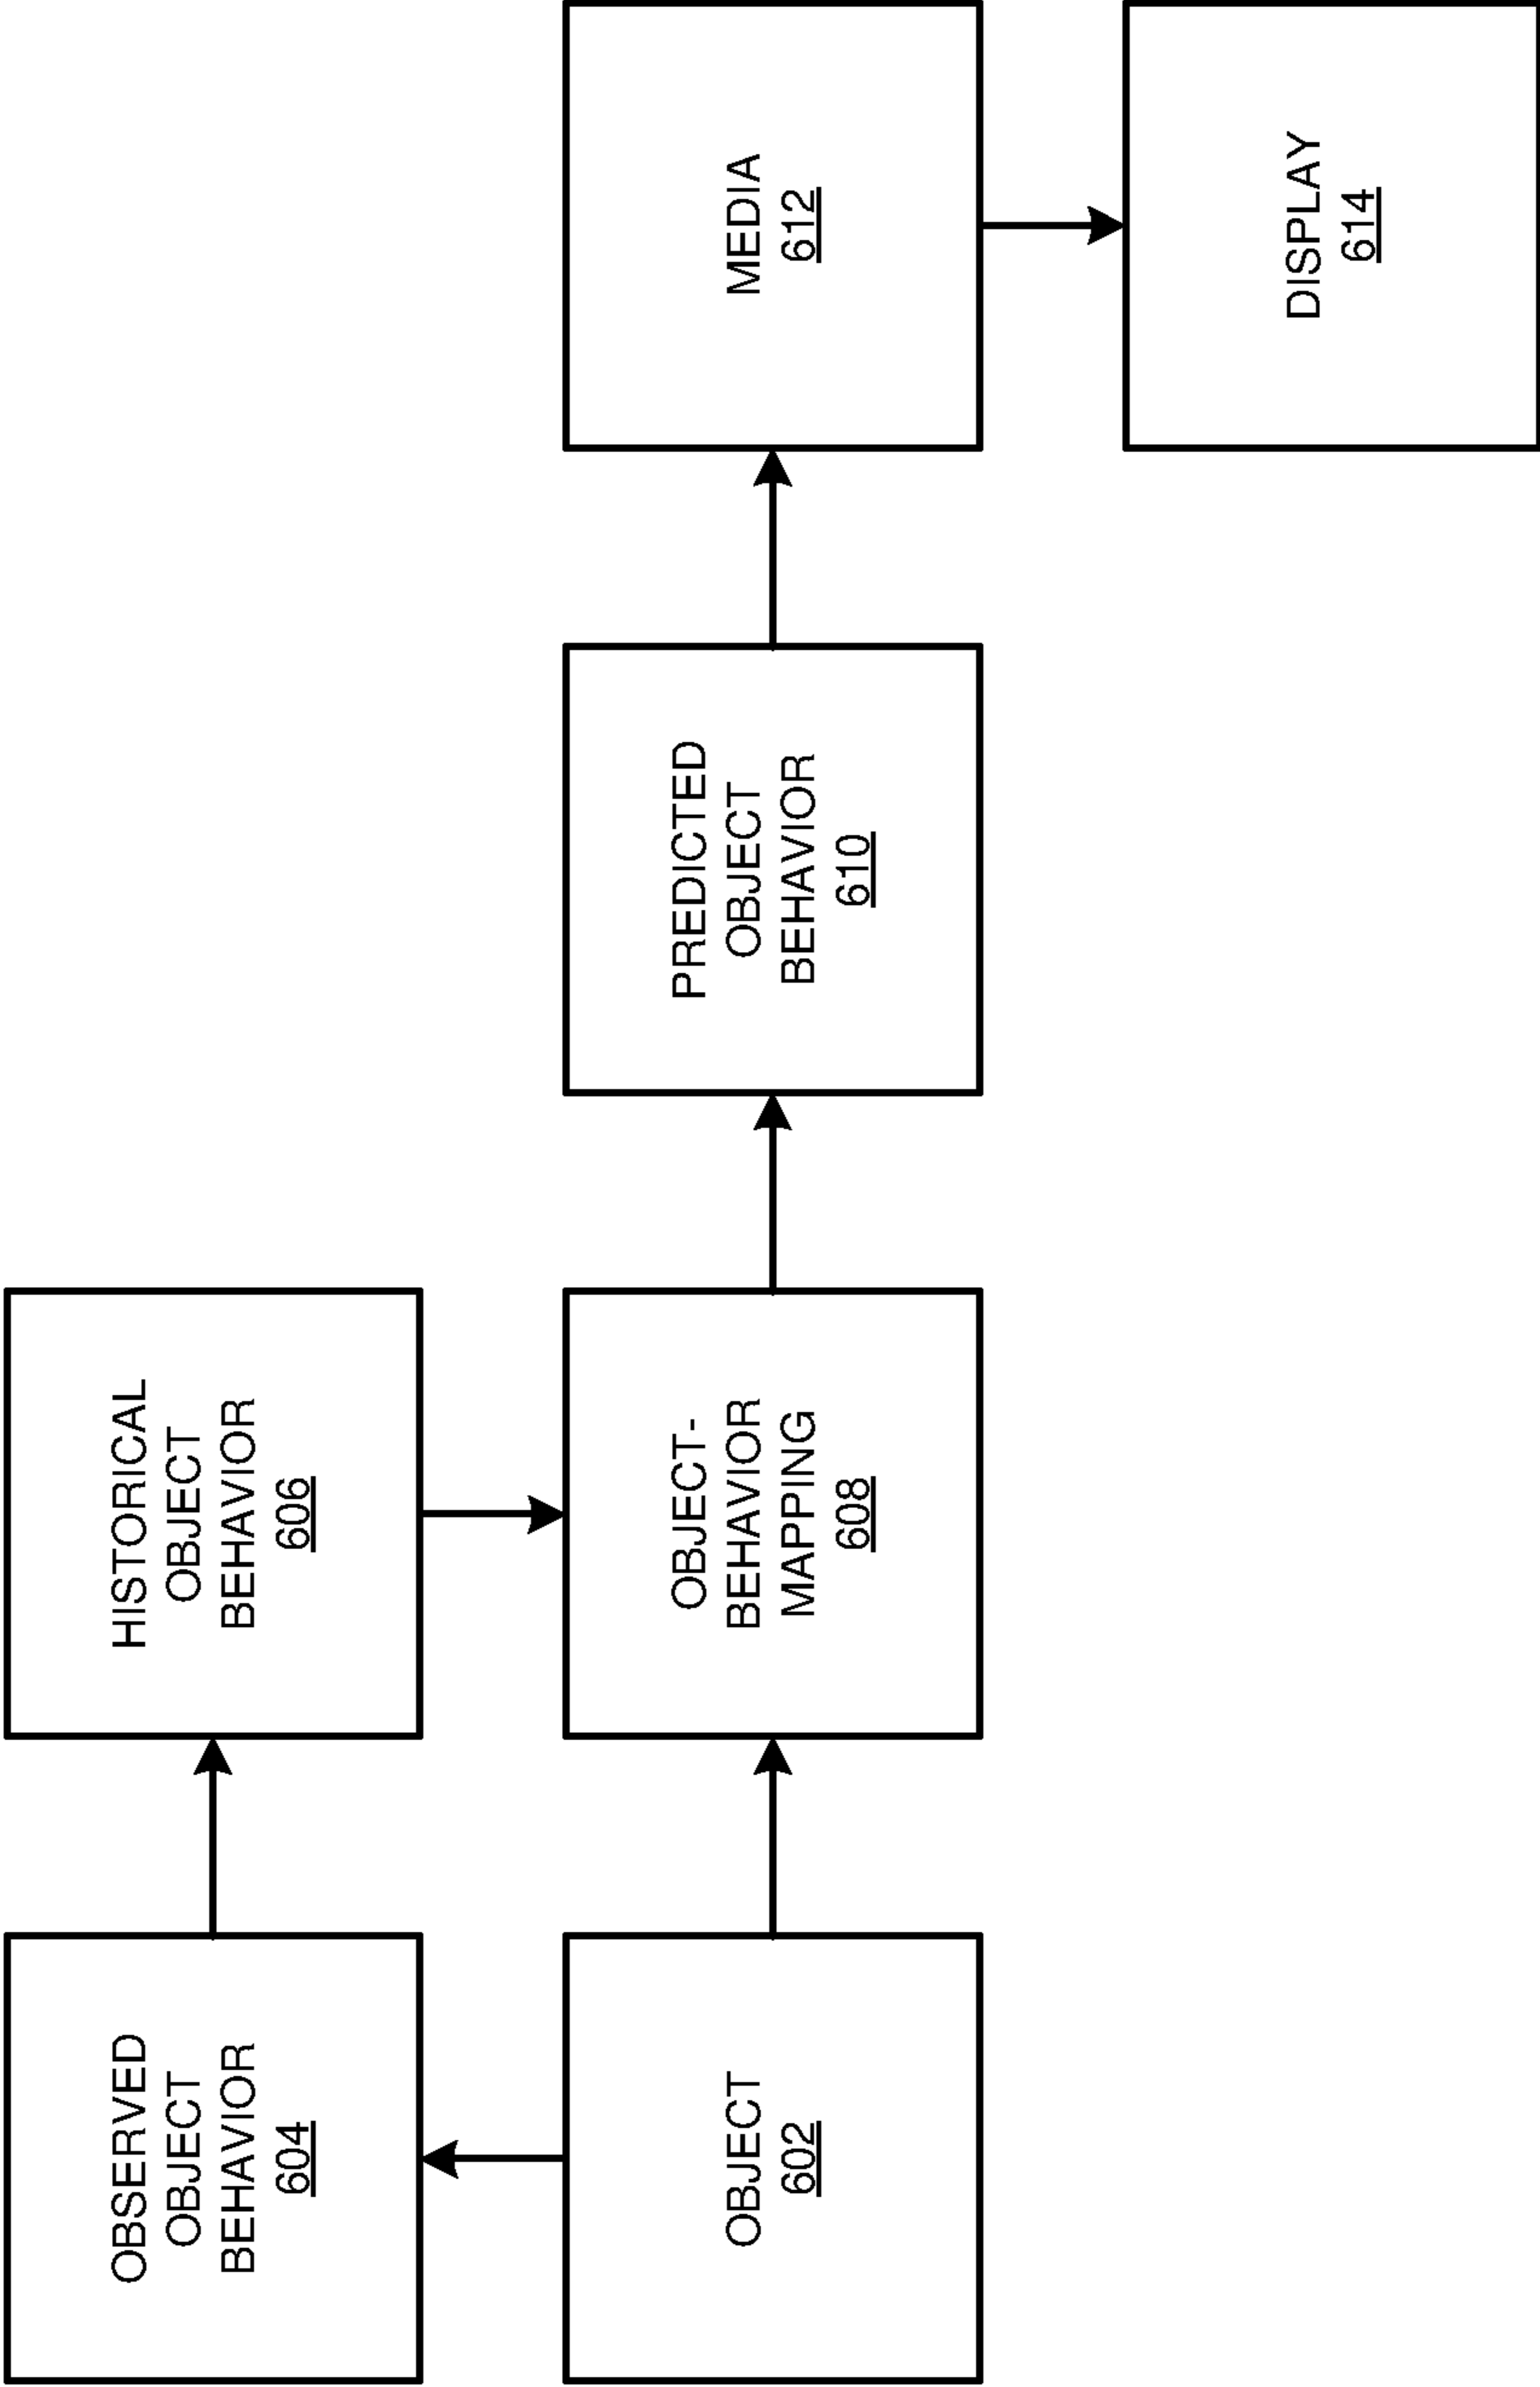 OBSERVED
OBJECT
BEHAVIOR
604
HISTORICAL
OBJECT
BEHAVIOR
606
OBJECT
602
OBJECT-
BEHAVIOR
MAPPING
608
PREDICTED
OBJECT
BEHAVIOR
610
MEDIA
612
DISPLAY
614